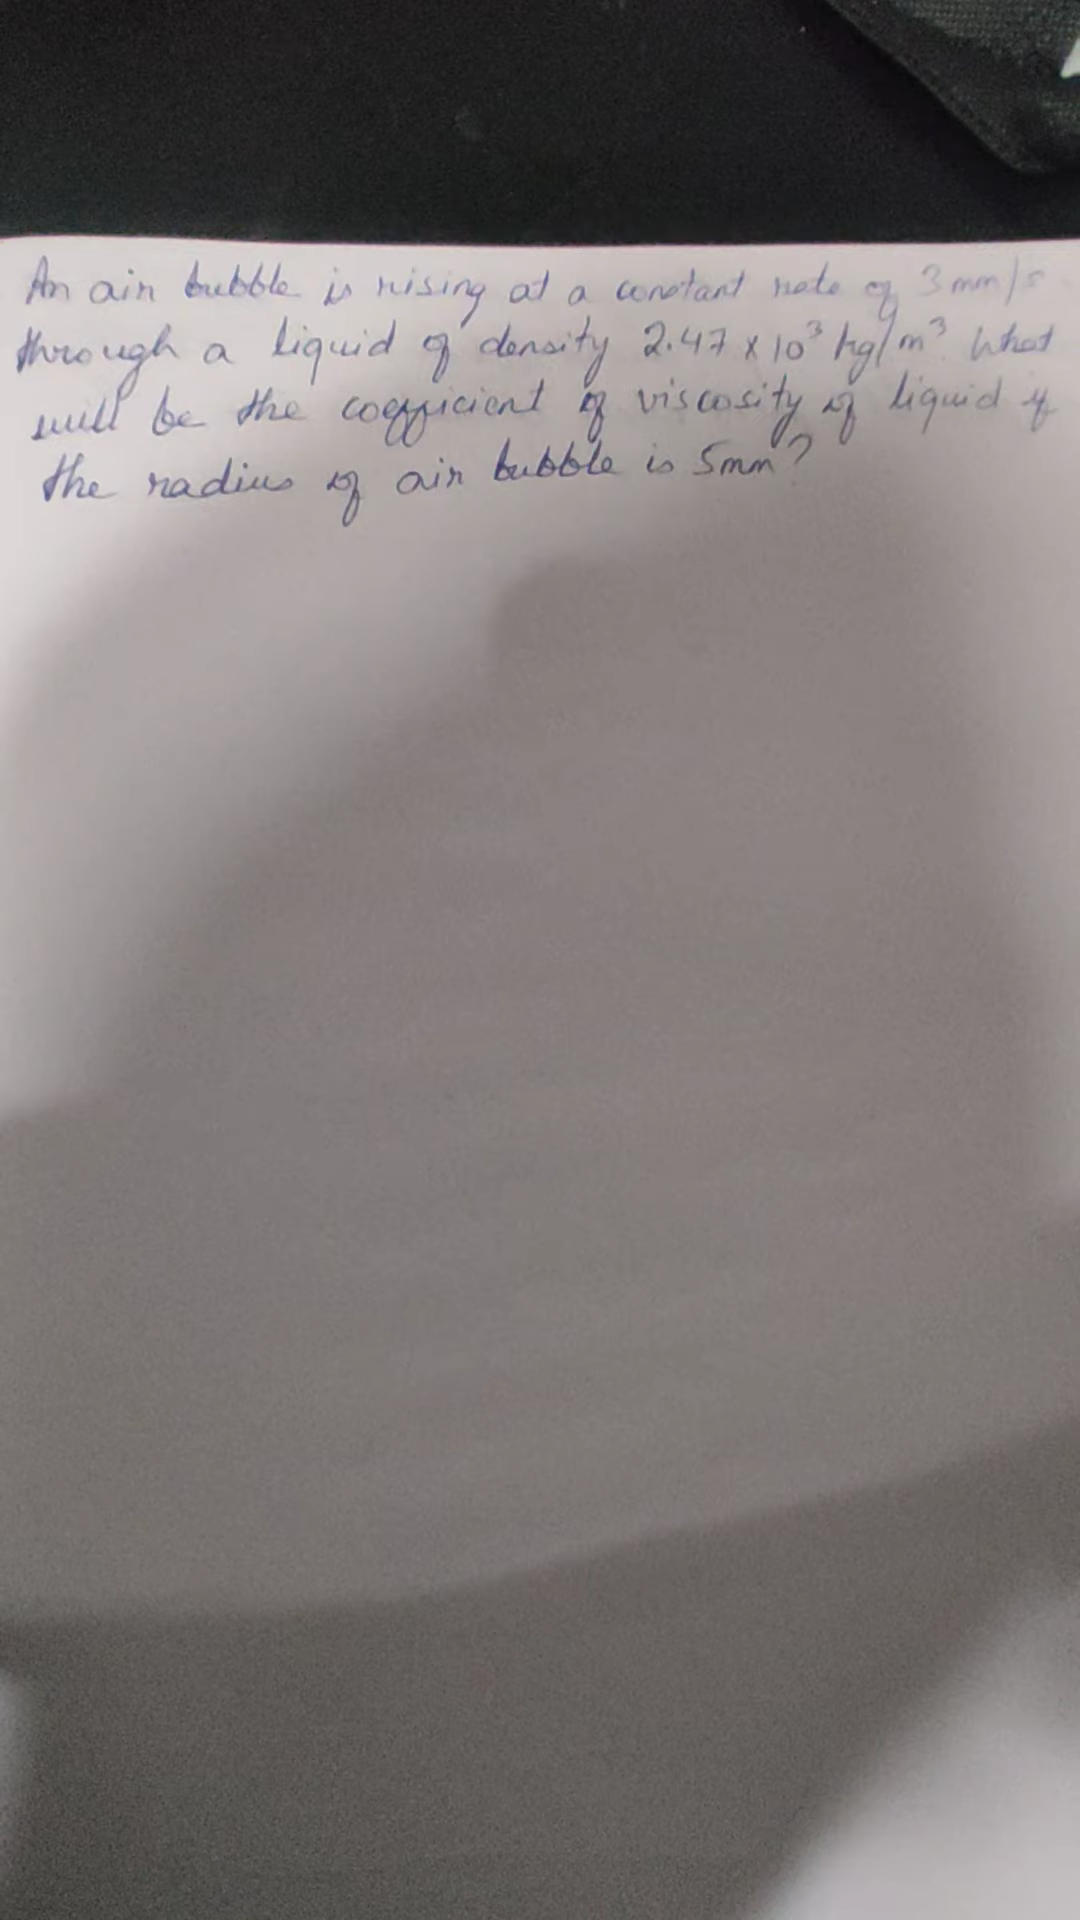 An air bubble is rising at a constant rate of 3 mm/s
through a liquid of density 2.47 x 10³ kg/m³. What
will be the coefficient of viscosity of liquid if
the radius of air bubble is 5mm?